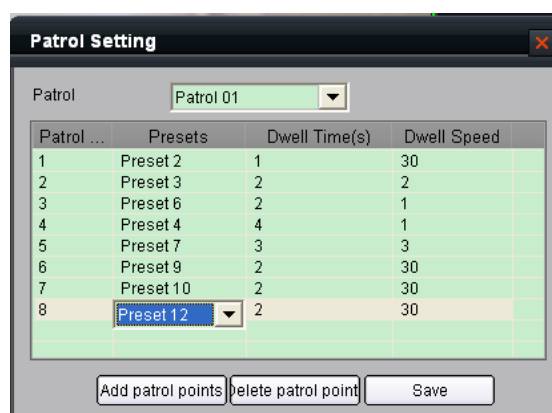 Patrol Setting
Patrol Patrol 01
Patrol ... Presets Dwell Time(s) Dwell Speed
1 Preset 2 1 30
2 Preset 3 2 2
3 Preset 6 2 1
4 Preset 4 4 1
5 Preset 7 3 3
6 Preset 9 2 30
7 Preset 10 2 30
8 Preset 12 2 30
Add patrol points Delete patrol point Save